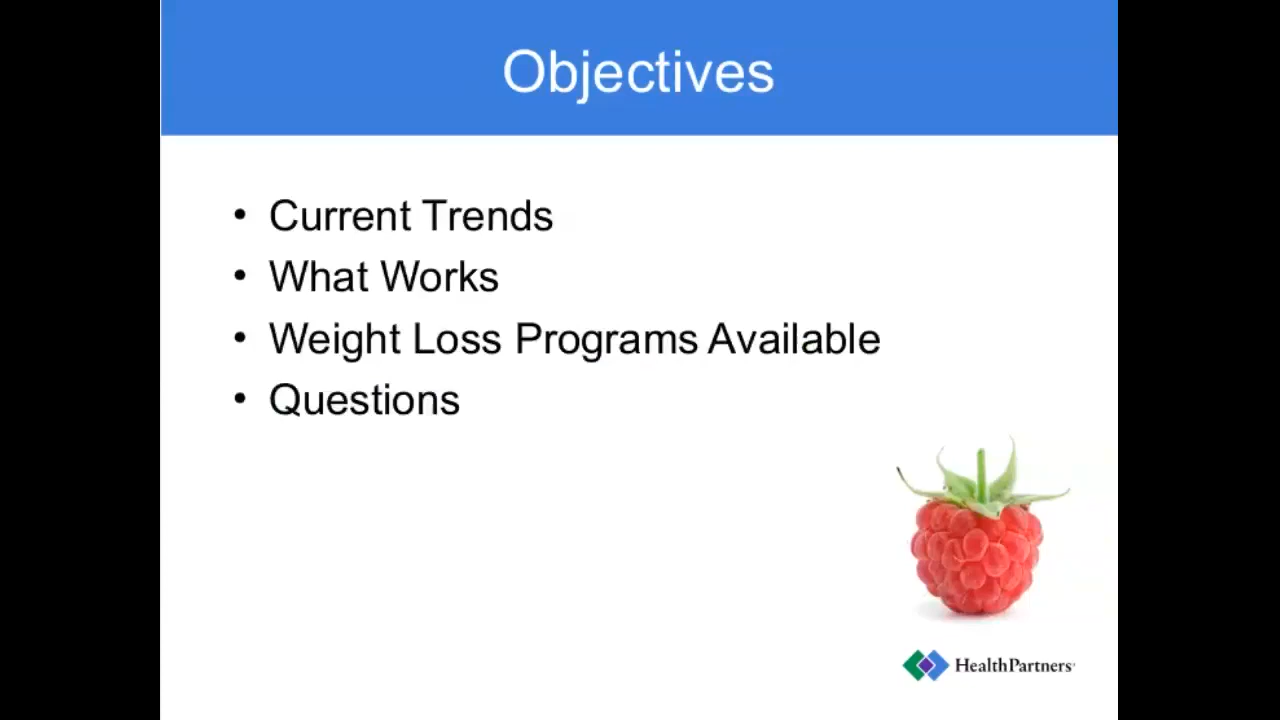 Objectives
• Current Trends
• What Works
• Weight Loss Programs Available
• Questions
HealthPartners